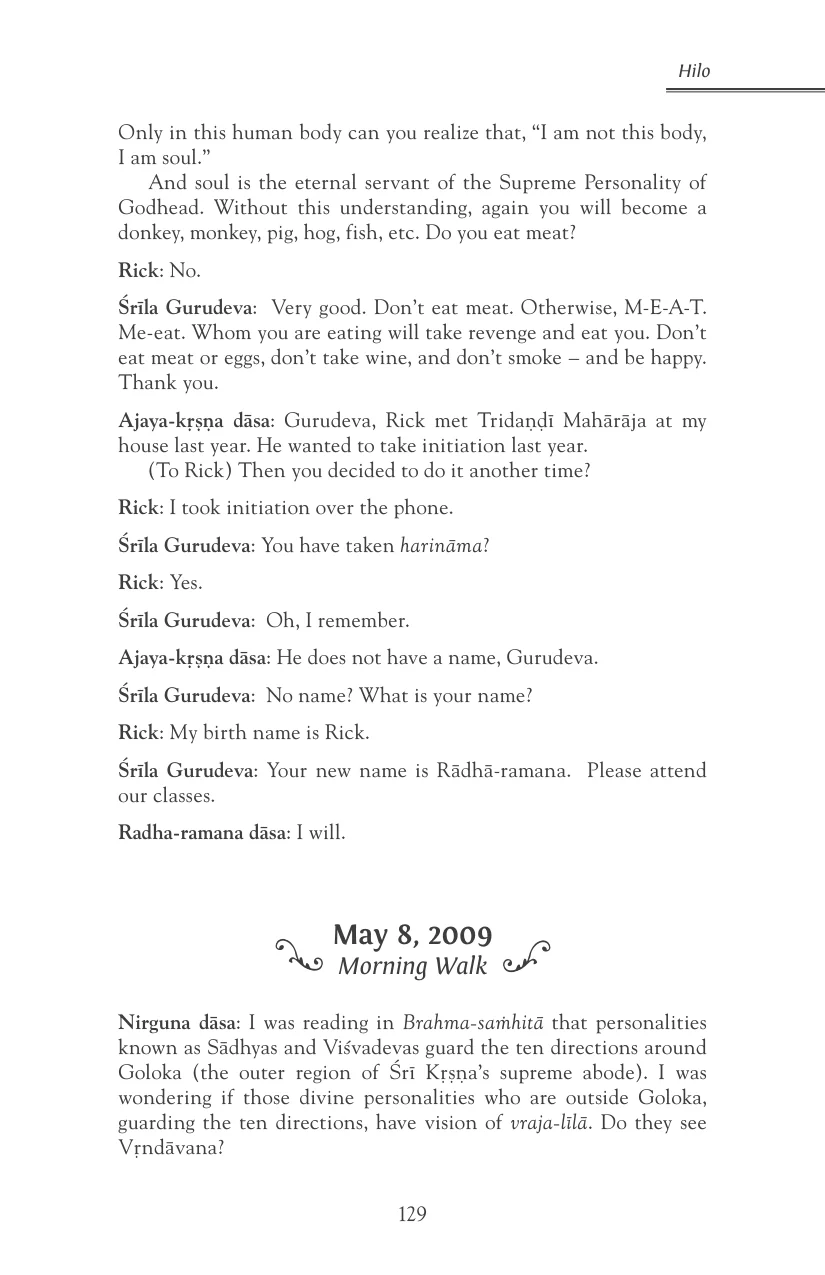 Hilo
Only in this human body can you realize that, “I am not this body,
I am soul.”
And soul is the eternal servant of the Supreme Personality of
Godhead. Without this understanding, again you will become a
donkey, monkey, pig, hog, fish, etc. Do you eat meat?
Rick: No.
Śrīla Gurudeva:  Very good. Don’t eat meat. Otherwise, M-E-A-T.
Me-eat. Whom you are eating will take revenge and eat you. Don’t
eat meat or eggs, don’t take wine, and don’t smoke – and be happy.
Thank you.
Ajaya-kṛṣṇa dāsa: Gurudeva, Rick met Tridaṇḍī Mahārāja at my
house last year. He wanted to take initiation last year.
(To Rick) Then you decided to do it another time?
Rick: I took initiation over the phone.
Śrīla Gurudeva: You have taken harināma?
Rick: Yes.
Śrīla Gurudeva:  Oh, I remember.
Ajaya-kṛṣṇa dāsa: He does not have a name, Gurudeva.
Śrīla Gurudeva:  No name? What is your name?
Rick: My birth name is Rick.
Śrīla Gurudeva: Your new name is Rādhā-ramana.  Please attend
our classes.
Radha-ramana dāsa: I will.
May 8, 2009
Morning Walk
Nirguna dāsa: I was reading in Brahma-saṁhitā that personalities
known as Sādhyas and Viśvadevas guard the ten directions around
Goloka (the outer region of Śrī Kṛṣṇa’s supreme abode). I was
wondering if those divine personalities who are outside Goloka,
guarding the ten directions, have vision of vraja-līlā. Do they see
Vṛndāvana?
129